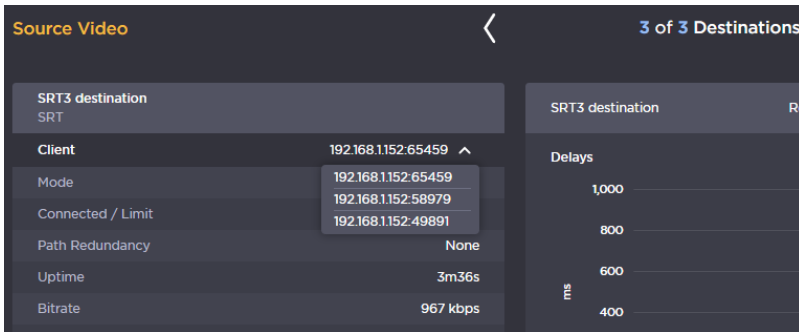 Source Video
3 of 3 Destinations
SRT3 destination
SRT
Client 192.168.1.152:65459
192.168.1.152:65459
192.168.1.152:58979
192.168.1.152:49891
Mode
Connected / Limit
Path Redundancy None
Uptime 3m36s
Bitrate 967 kbps
SRT3 destination
Delays
1,000
800
600
400
ms